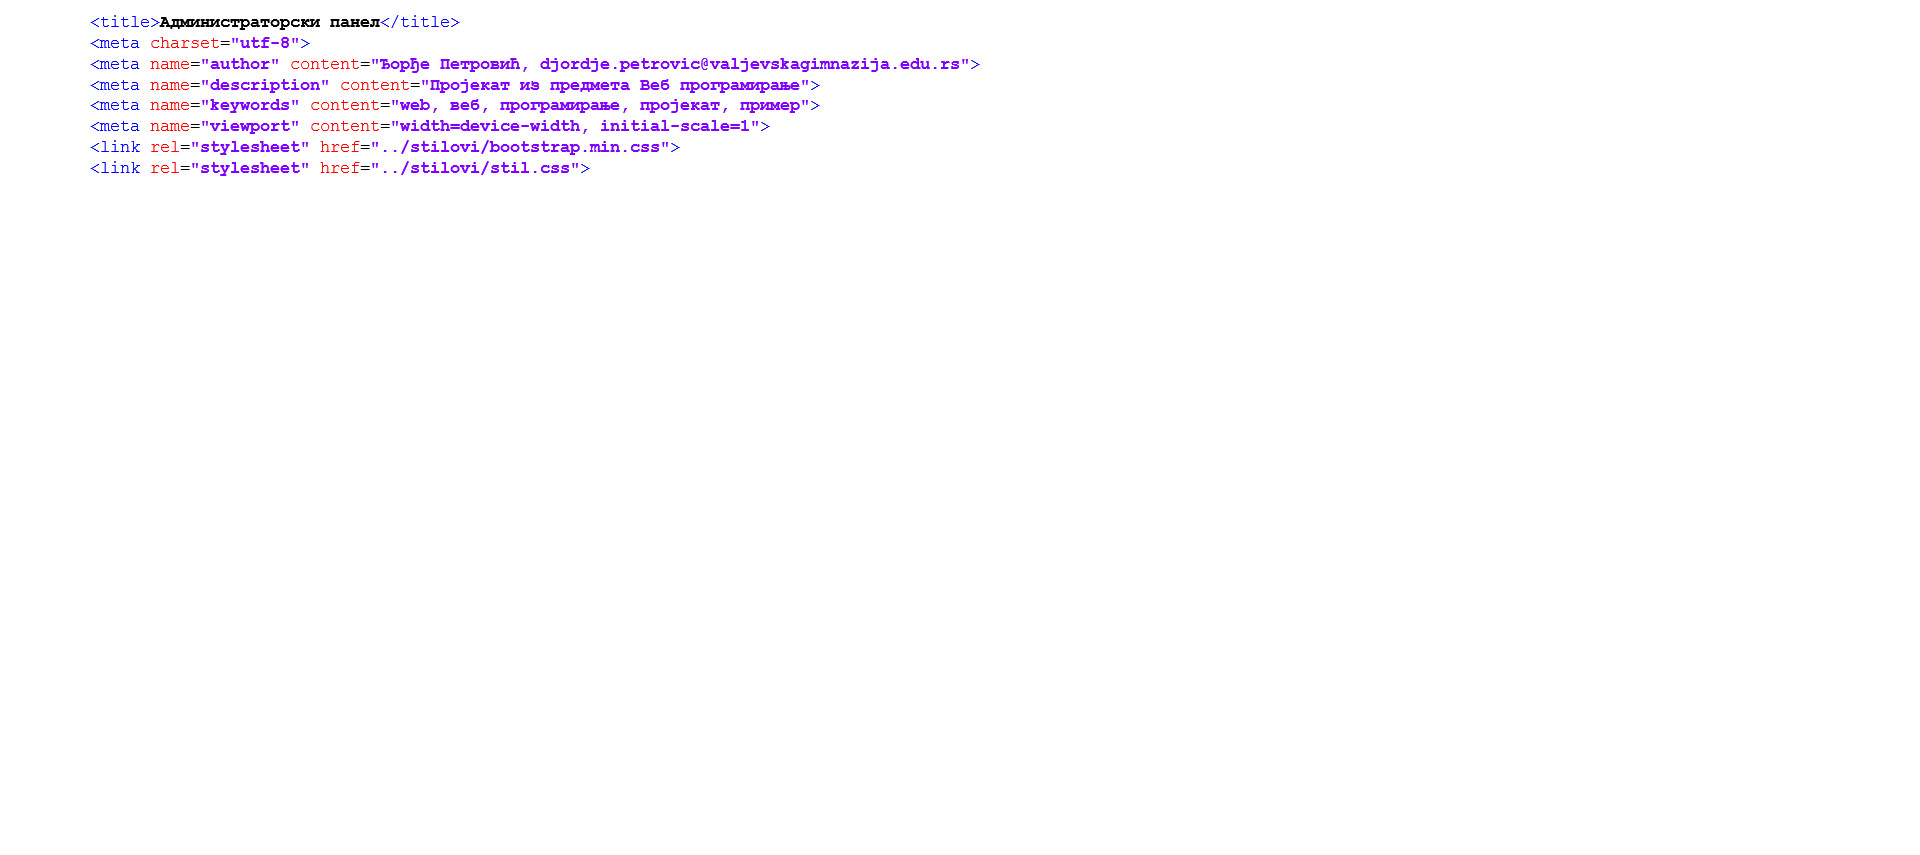 <title>Администраторски панел</title>
<meta charset="utf-8">
<meta name="author" content="Ђорђе Петровић, djordje.petrovic@valjevskagimnazija.edu.rs">
<meta name="description" content="Пројекат из предмета Веб програмирање">
<meta name="keywords" content="web, веб, програмирање, пројекат, пример">
<meta name="viewport" content="width=device-width, initial-scale=1">
<link rel="stylesheet" href="../stilovi/bootstrap.min.css">
<link rel="stylesheet" href="../stilovi/stil.css">